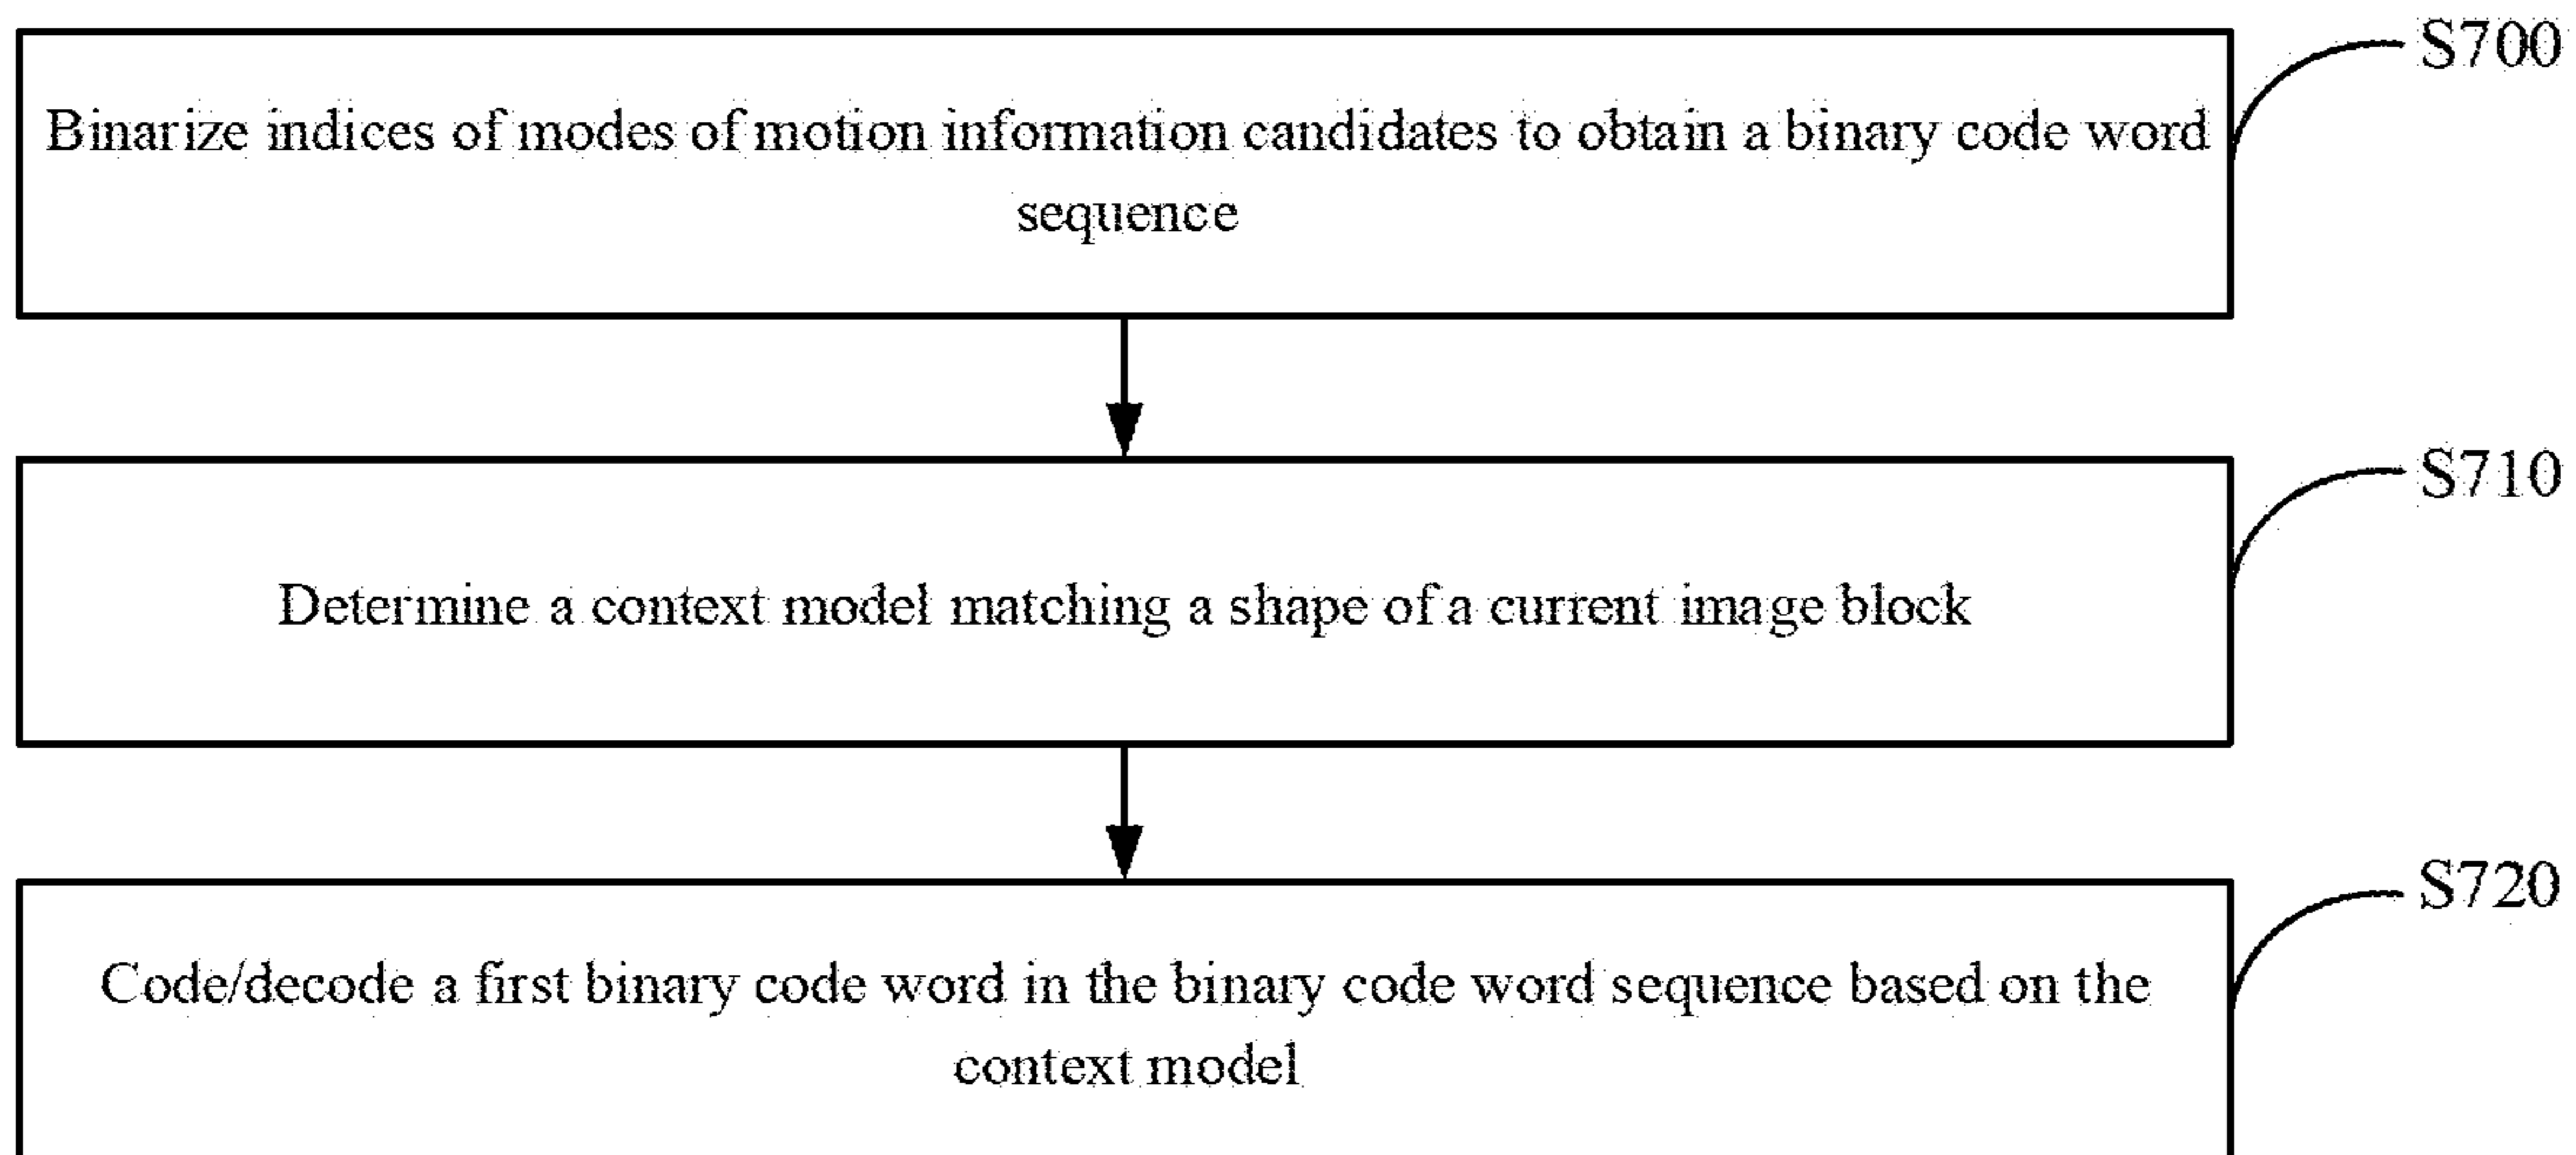 S700
Binarize indices of modes of motion information candidates to obtain a binary code word
sequence
S710
Determine a context model matching a shape of a current image block
S720
Code/decode a first binary code word in the binary code word sequence based on the
context model